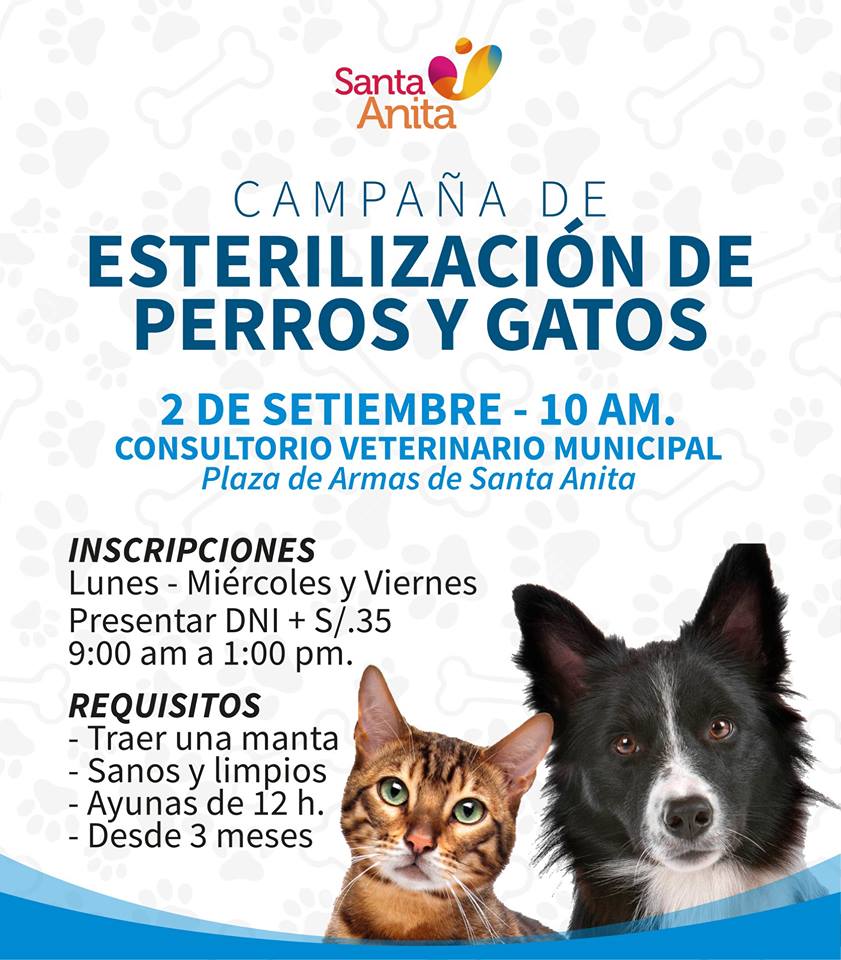 Santa
Anita
CAMPAÑA DE
ESTERILIZACIÓN DE
PERROS Y GATOS
2 DE SETIEMBRE - 10 AM.
CONSULTORIO VETERINARIO MUNICIPAL
Plaza de Armas de Santa Anita
INSCRIPCIONES
Lunes - Miércoles y Viernes
Presentar DNI + S/.35
9:00 am a 1:00 pm.
REQUISITOS
- Traer una manta
- Sanos y limpios
- Ayunas de 12 h.
- Desde 3 meses